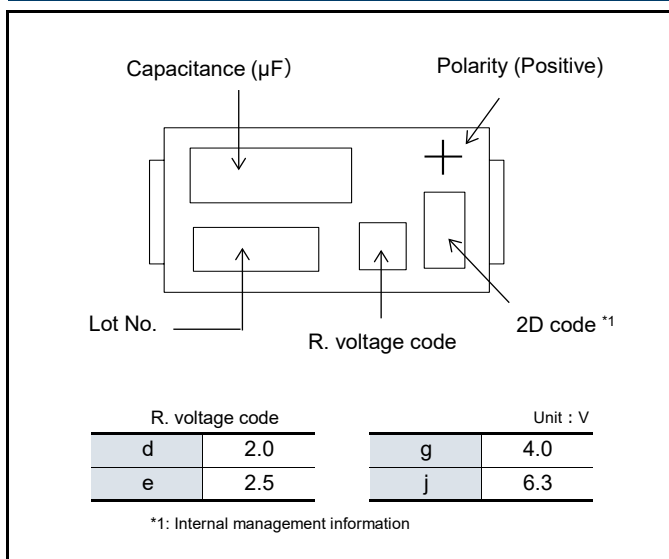 Capacitance (μF)
Polarity (Positive)
Lot No.
R. voltage code
2D code *1
R. voltage code
Unit : V
d 2.0 g 4.0
e 2.5 j 6.3
*1: Internal management information